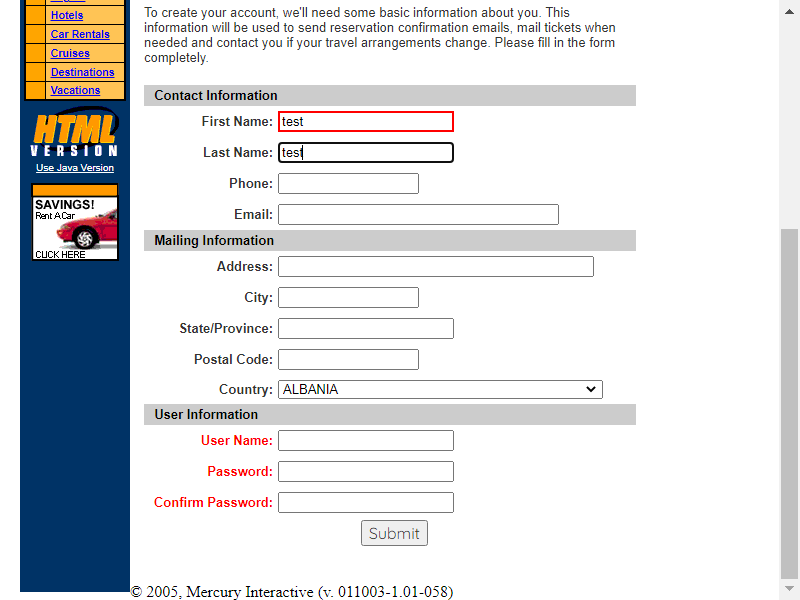 Hotels
Car Rentals
Cruises
Destinations
Vacations
HTML
VERSION
Use Java Version
SAVINGS!
Rent A Car
CLICK HERE
To create your account, we'll need some basic information about you. This
information will be used to send reservation confirmation emails, mail tickets when
needed and contact you if your travel arrangements change. Please fill in the form
completely.
Contact Information
First Name: test
Last Name: test
Phone:
Email:
Mailing Information
Address:
City:
State/Province:
Postal Code:
Country: ALBANIA
User Information
User Name:
Password:
Confirm Password:
Submit
© 2005, Mercury Interactive (v. 011003-1.01-058)